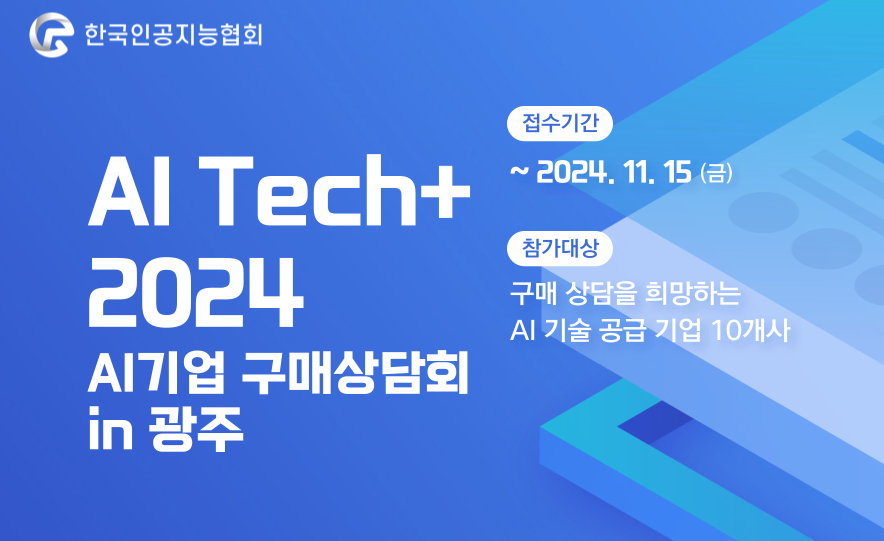 한국인공지능협회
AI Tech+
2024
AI기업 구매상담회
in 광주
접수기간
~ 2024. 11. 15 (금)
참가대상
구매 상담을 희망하는
AI 기술 공급 기업 10개사